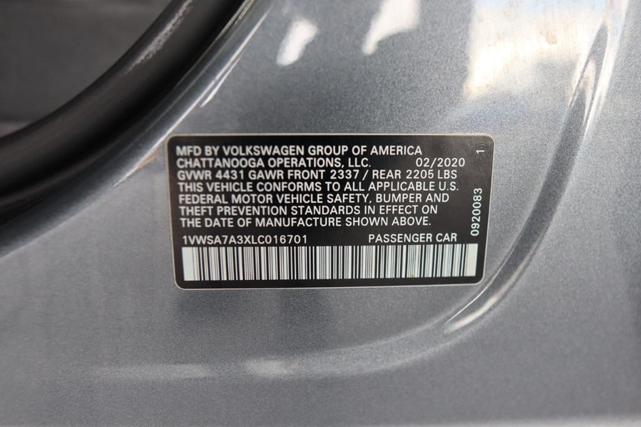 MFD BY VOLKSWAGEN GROUP OF AMERICA
CHATTANOOGA OPERATIONS, LLC. 02/2020
GVWR 4431 GAWR FRONT 2337 / REAR 2205 LBS
THIS VEHICLE CONFORMS TO ALL APPLICABLE U.S.
FEDERAL MOTOR VEHICLE SAFETY, BUMPER AND
THEFT PREVENTION STANDARDS IN EFFECT ON
THE DATE OF MANUFACTURE SHOWN ABOVE.
1VWSA7A3XLC016701 PASSENGER CAR
0920083 1